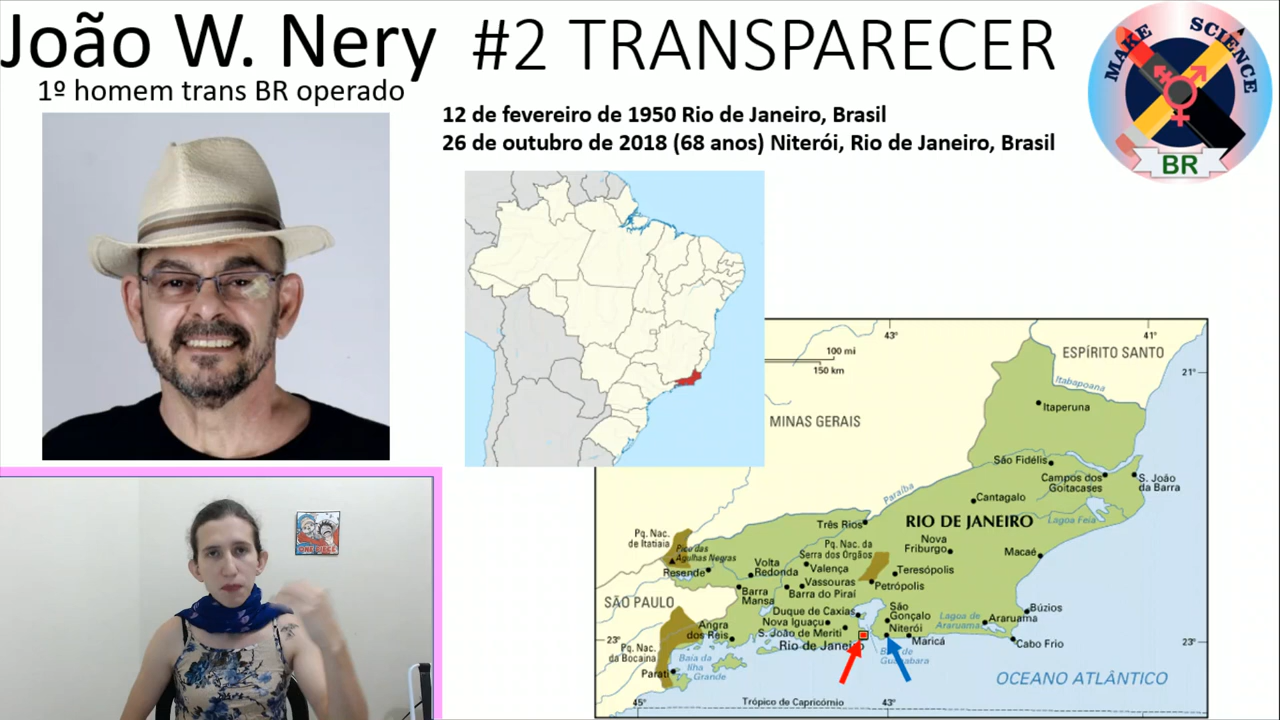 João W. Nery #2 TRANSPARECER
1º homem trans BR operado
12 de fevereiro de 1950 Rio de Janeiro, Brasil
26 de outubro de 2018 (68 anos) Niterói, Rio de Janeiro, Brasil
MAKE SCIENCE
BR
43°
41°
100 mi
150 km
ESPÍRITO SANTO
21°
Itabapoana
Itaperuna
MINAS GERAIS
São Fidélis
Campos dos
Goitacases
S. João
da Barra
Paraíba
Cantagalo
Três Rios
RIO DE JANEIRO
Lagoa Feia
Pq. Nac.
de Itatiaia
Pico das
Agulhas Negras
Resende
Volta
Redonda
Pq. Nac. da
Serra dos Órgãos
Valença
Nova
Friburgo
Macaé
Teresópolis
Vassouras
Petrópolis
Barra
Mansa
Barra do Piraí
SÃO PAULO
Duque de Caxias
São
Gonçalo
Lagoa de
Araruama
Araruama
Búzios
Nova Iguaçu
Angra
dos Reis
S. João de Meriti
Niterói
23°
23°
Rio de Janeiro
Maricá
Cabo Frio
Pq. Nac.
da Bocaina
Baía da
Ilha
Grande
Baía de
Guanabara
Parati
OCEANO ATLÂNTICO
Trópico de Capricórnio
45°
43°
ONE PIECE